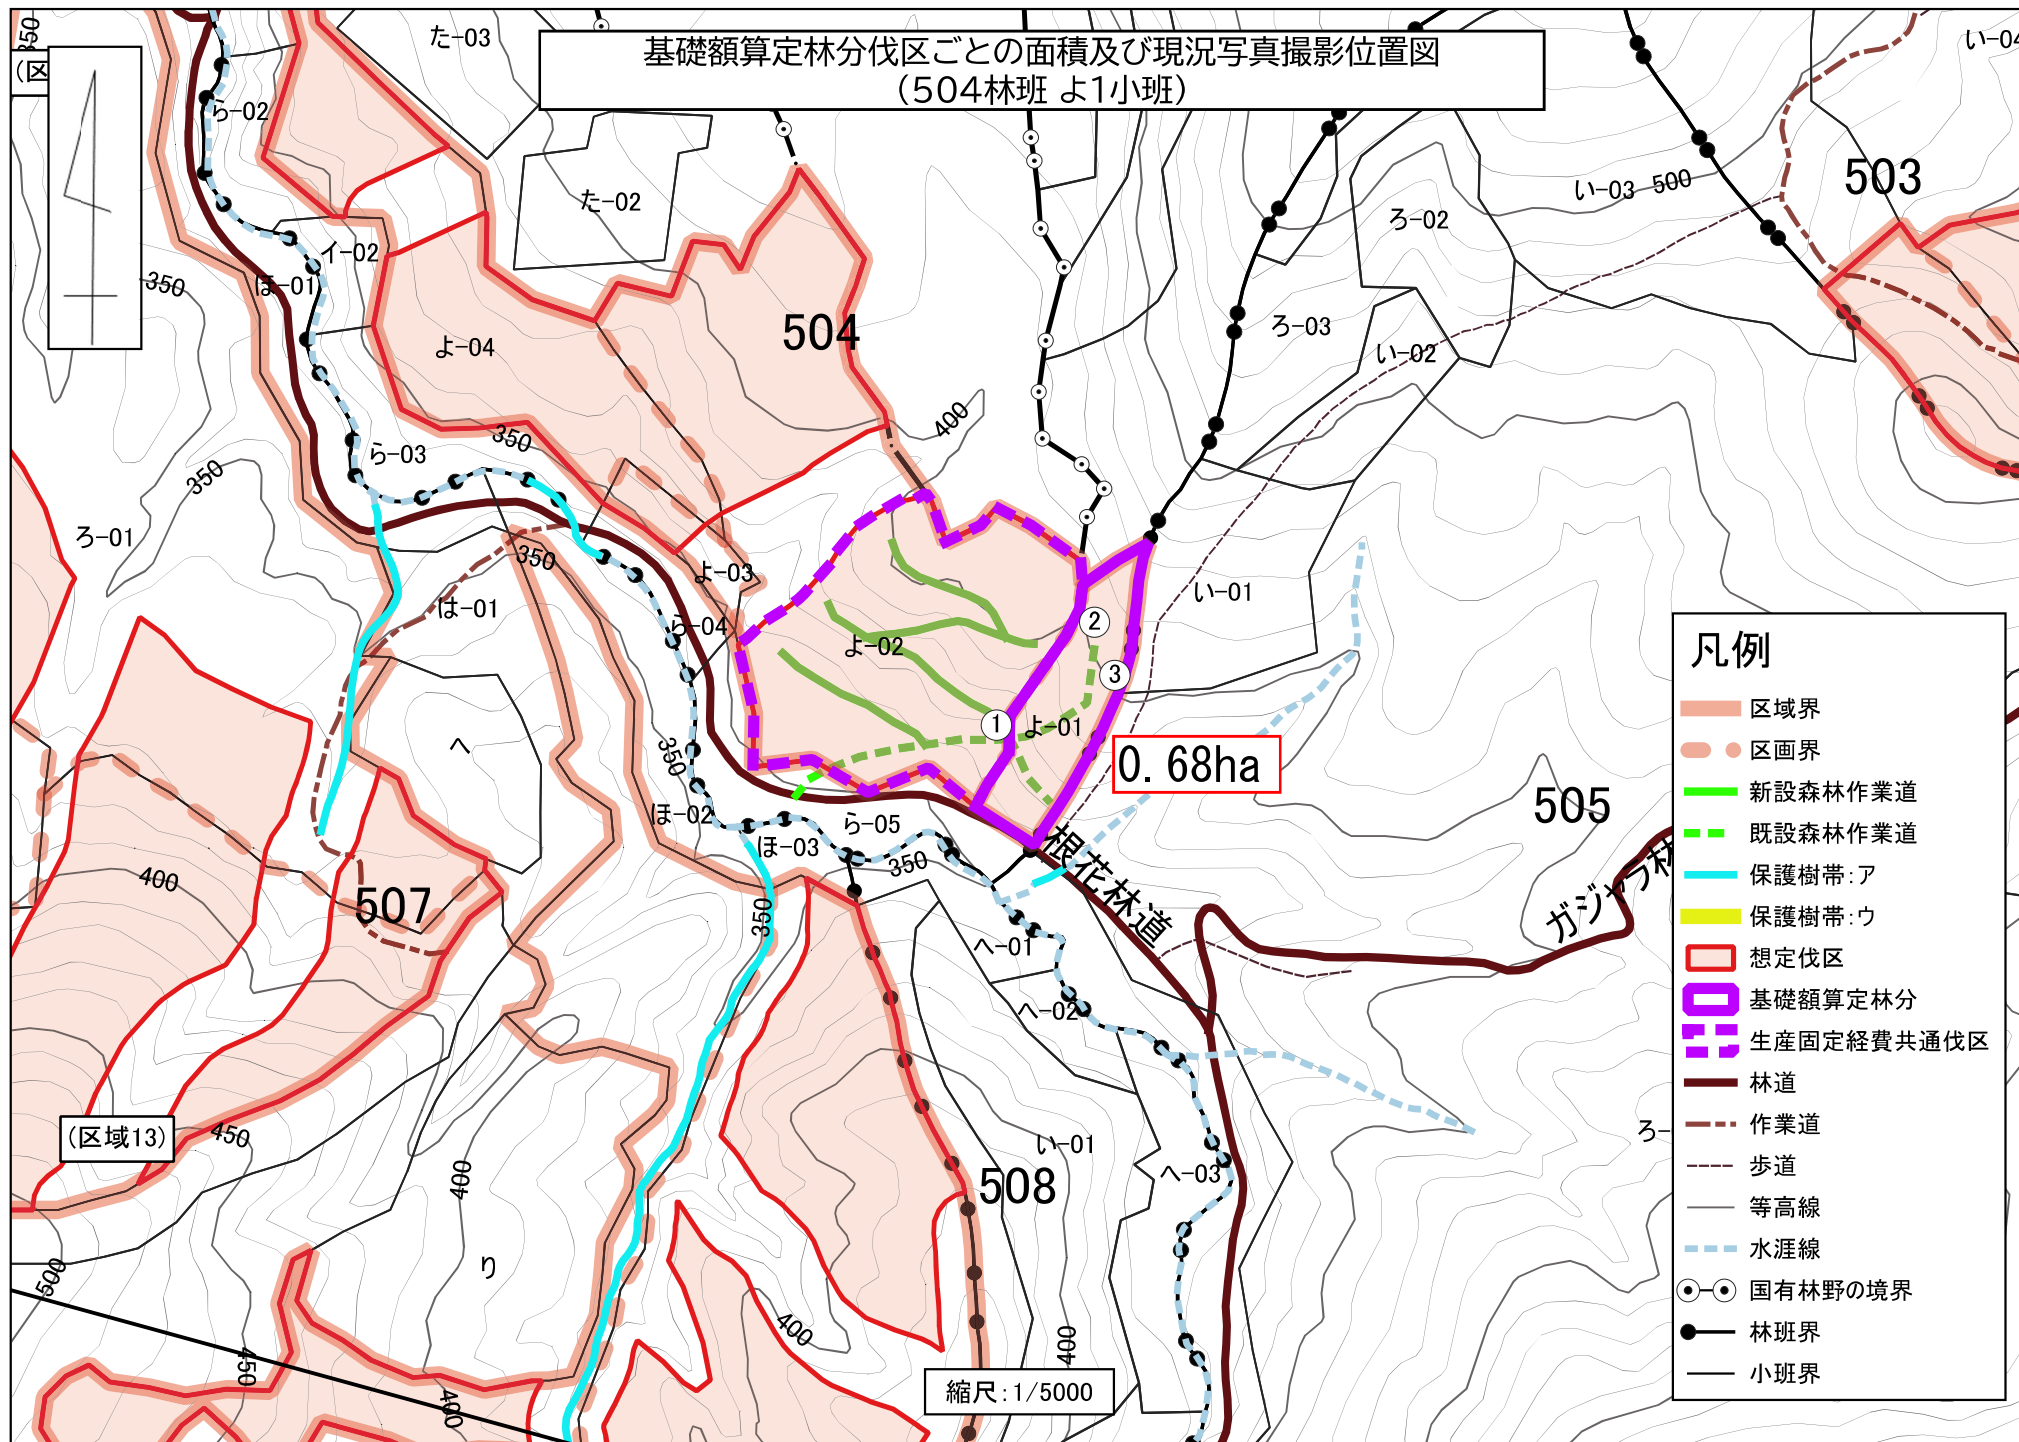 基礎額算定林分伐区ごとの面積及び現況写真撮影位置図
（504林班 よ1小班）
350
（区
た-03
い-04
ら-02
503
い-03
500
た-02
ろ-02
イ-02
ほ-01
350
504
ろ-03
よ-04
い-02
400
350
ら-03
350
ろ-01
350
よ-03
は-01
い-01
ら-04
2
よ-02
3
凡例
区域界
区画界
新設森林作業道
既設森林作業道
保護樹帯:ア
保護樹帯:ウ
想定伐区
基礎額算定林分
生産固定経費共通伐区
林道
作業道
歩道
等高線
水涯線
国有林野の境界
林班界
小班界
1
よ-01
へ
350
0.68ha
505
ほ-02
ら-05
ほ-03
350
根花林道
ガジャラ林
400
507
350
へ-01
へ-02
（区域13）
450
い-01
ろ-
400
508
へ-03
り
500
400
400
450
400
縮尺:1/5000